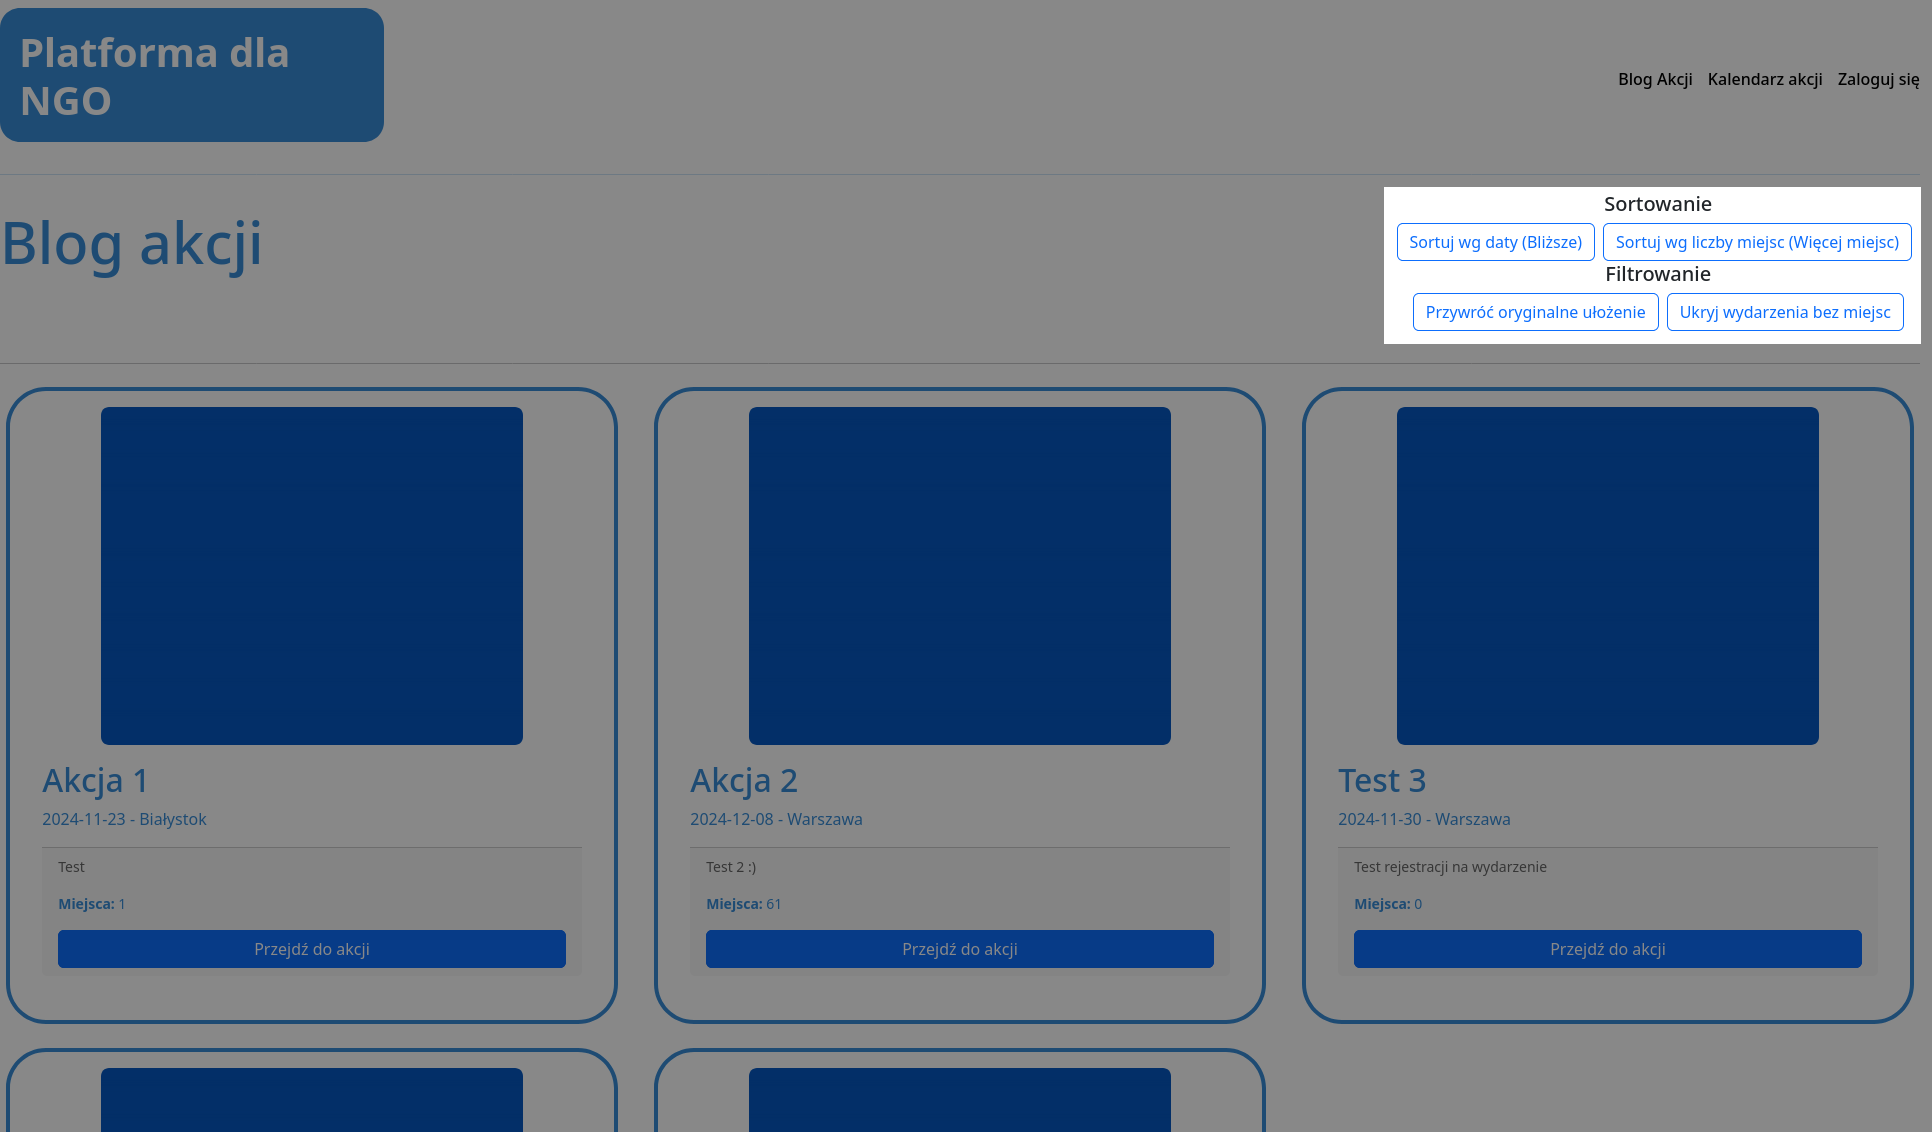 Platforma dla
NGO
Blog Akcji Kalendarz akcji Zaloguj się
Blog akcji
Sortowanie
Sortuj wg daty (Bliższe) Sortuj wg liczby miejsc (Więcej miejsc)
Filtrowanie
Przywróć oryginalne ułożenie Ukryj wydarzenia bez miejsc
Akcja 1
2024-11-23 - Białystok
Test
Miejsca: 1
Przejdź do akcji
Akcja 2
2024-12-08 - Warszawa
Test 2 :)
Miejsca: 61
Przejdź do akcji
Test 3
2024-11-30 - Warszawa
Test rejestracji na wydarzenie
Miejsca: 0
Przejdź do akcji